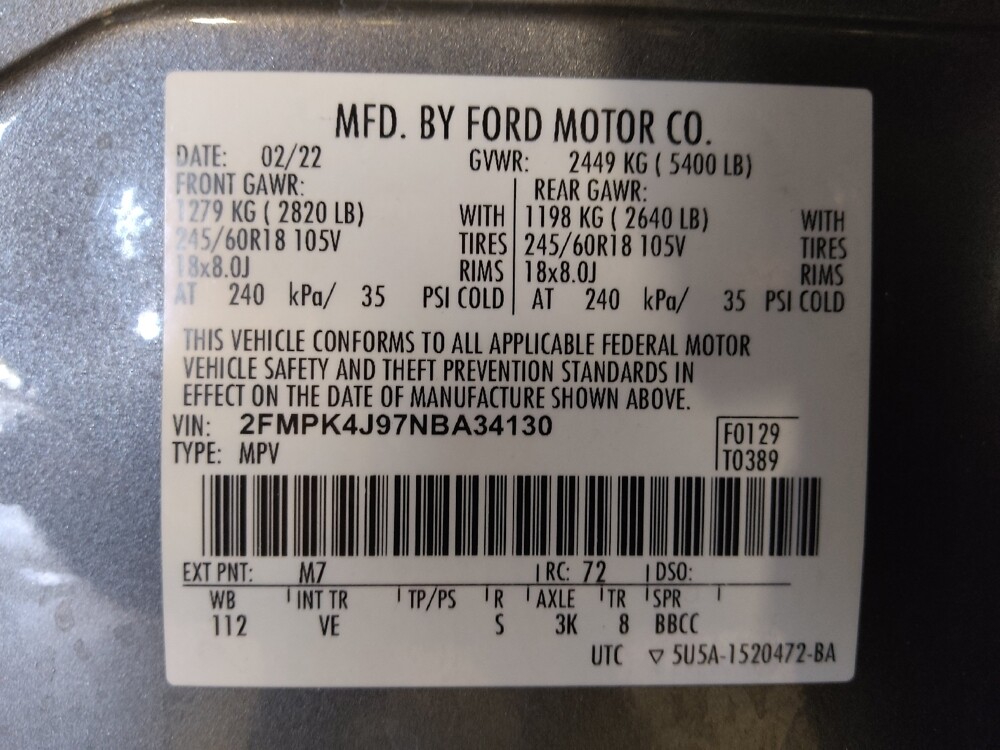 MFD. BY FORD MOTOR CO.
DATE: 02/22 GVWR: 2449 KG ( 5400 LB)
FRONT GAWR: REAR GAWR:
1279 KG ( 2820 LB) WITH 1198 KG ( 2640 LB) WITH
245/60R18 105V TIRES 245/60R18 105V TIRES
18x8.0J RIMS 18x8.0J RIMS
AT 240 kPa/ 35 PSI COLD AT 240 kPa/ 35 PSI COLD
THIS VEHICLE CONFORMS TO ALL APPLICABLE FEDERAL MOTOR
VEHICLE SAFETY AND THEFT PREVENTION STANDARDS IN
EFFECT ON THE DATE OF MANUFACTURE SHOWN ABOVE.
VIN: 2FMPK4J97NBA34130
F0129
TYPE: MPV
T0389
EXT PNT: M7 RC: 72 DSO:
WB INT TR TP/PS R AXLE TR SPR
112 VE S 3K 8 BBCC
UTC ▽ 5U5A-1520472-BA